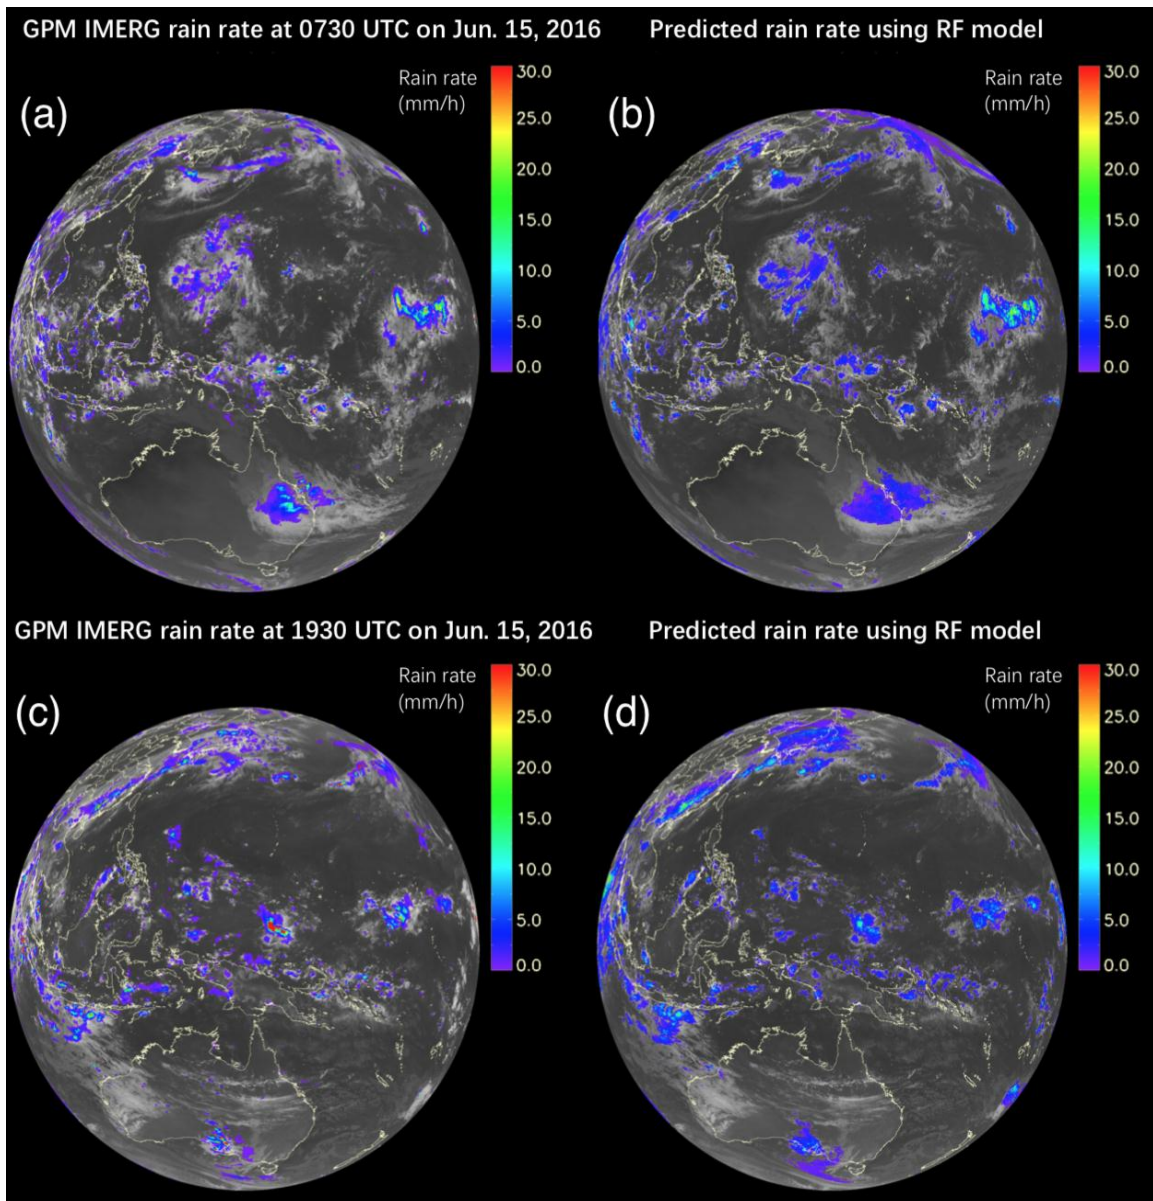 GPM IMERG rain rate at 0730 UTC on Jun. 15, 2016
Predicted rain rate using RF model
(a)
Rain rate
(mm/h)
30.0
25.0
20.0
15.0
10.0
5.0
0.0
(b)
Rain rate
(mm/h)
30.0
25.0
20.0
15.0
10.0
5.0
0.0
GPM IMERG rain rate at 1930 UTC on Jun. 15, 2016
Predicted rain rate using RF model
(c)
Rain rate
(mm/h)
30.0
25.0
20.0
15.0
10.0
5.0
0.0
(d)
Rain rate
(mm/h)
30.0
25.0
20.0
15.0
10.0
5.0
0.0